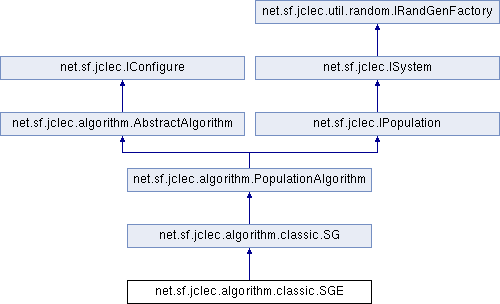 net.sf.jclec.util.random.IRandGenFactory
net.sf.jclec.IConfigure
net.sf.jclec.ISystem
net.sf.jclec.algorithm.AbstractAlgorithm
net.sf.jclec.IPopulation
net.sf.jclec.algorithm.PopulationAlgorithm
net.sf.jclec.algorithm.classic.SG
net.sf.jclec.algorithm.classic.SGE